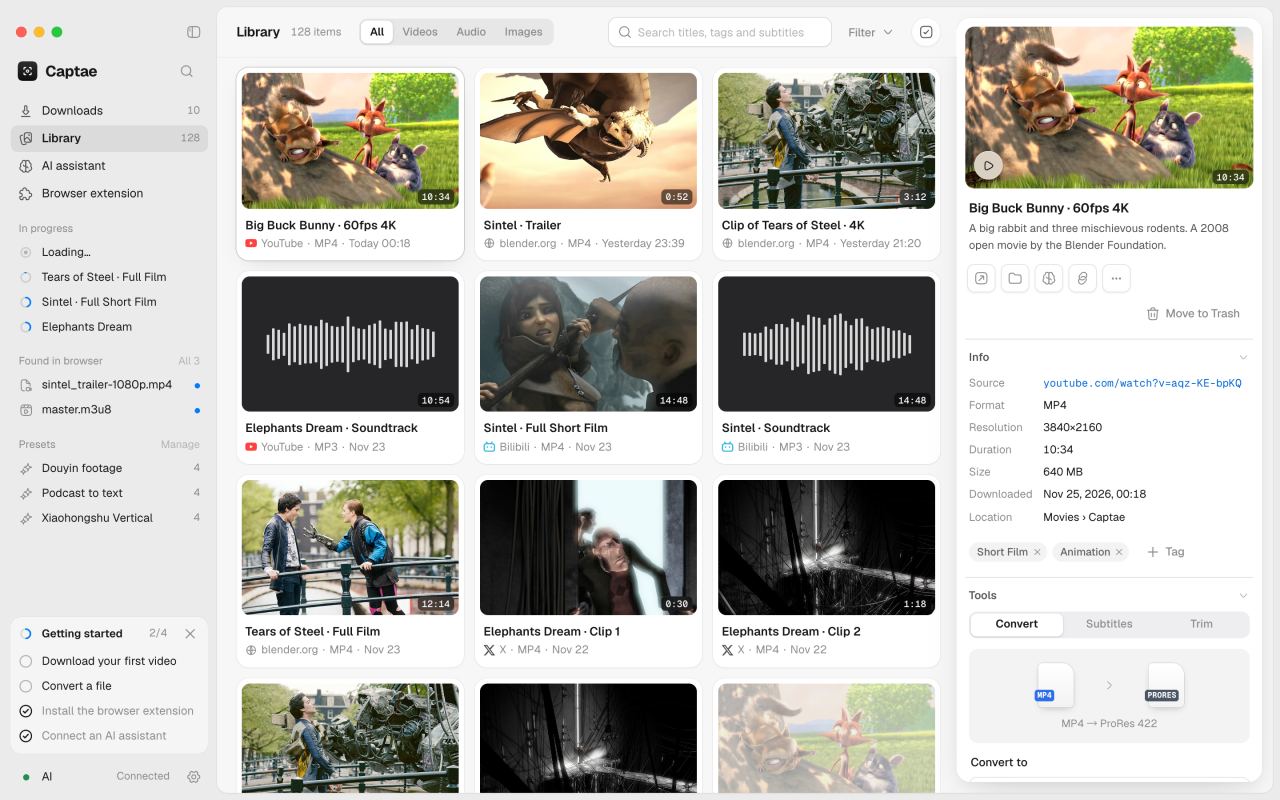 Captae
Downloads 10
Library 128
AI assistant
Browser extension
In progress
Loading...
Tears of Steel · Full Film
Sintel · Full Short Film
Elephants Dream
Found in browser All 3
sintel_trailer-1080p.mp4
master.m3u8
Presets Manage
Douyin footage 4
Podcast to text 4
Xiaohongshu Vertical 4
Getting started 2/4
Download your first video
Convert a file
Install the browser extension
Connect an AI assistant
AI Connected
Library 128 items All Videos Audio Images Search titles, tags and subtitles Filter
10:34
Big Buck Bunny · 60fps 4K
YouTube · MP4 · Today 00:18
0:52
Sintel · Trailer
blender.org · MP4 · Yesterday 23:39
3:12
Clip of Tears of Steel · 4K
blender.org · MP4 · Yesterday 21:20
10:54
Elephants Dream · Soundtrack
YouTube · MP3 · Nov 23
14:48
Sintel · Full Short Film
Bilibili · MP4 · Nov 23
14:48
Sintel · Soundtrack
Bilibili · MP3 · Nov 23
12:14
Tears of Steel · Full Film
blender.org · MP4 · Nov 23
0:30
Elephants Dream · Clip 1
X · MP4 · Nov 22
1:18
Elephants Dream · Clip 2
X · MP4 · Nov 22
10:34
Big Buck Bunny · 60fps 4K
A big rabbit and three mischievous rodents. A 2008
open movie by the Blender Foundation.
Move to Trash
Info
Source youtube.com/watch?v=aqz-KE-bpKQ
Format MP4
Resolution 3840×2160
Duration 10:34
Size 640 MB
Downloaded Nov 25, 2026, 00:18
Location Movies › Captae
Short Film × Animation × + Tag
Tools
Convert Subtitles Trim
MP4 PRORES
MP4 → ProRes 422
Convert to